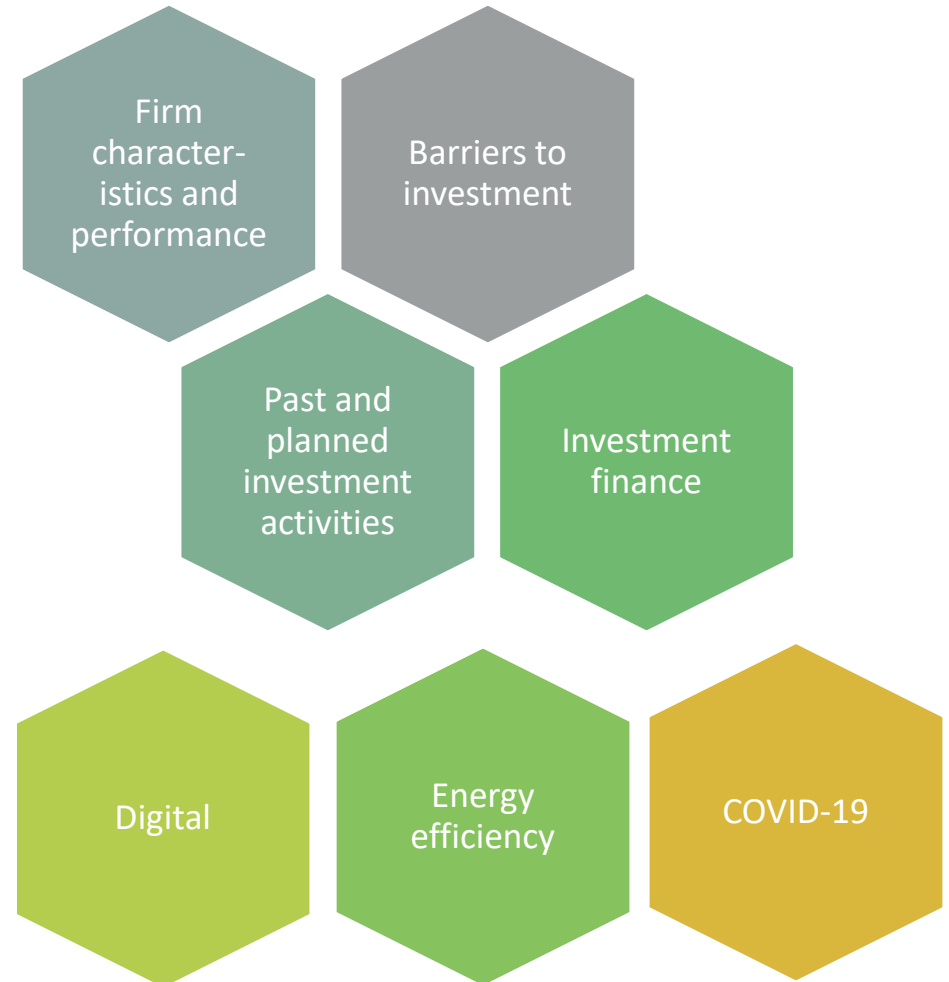 Firm
character-
istics and
performance
Barriers to
investment
Past and
planned
investment
activities
Investment
finance
Digital
Energy
efficiency
COVID-19